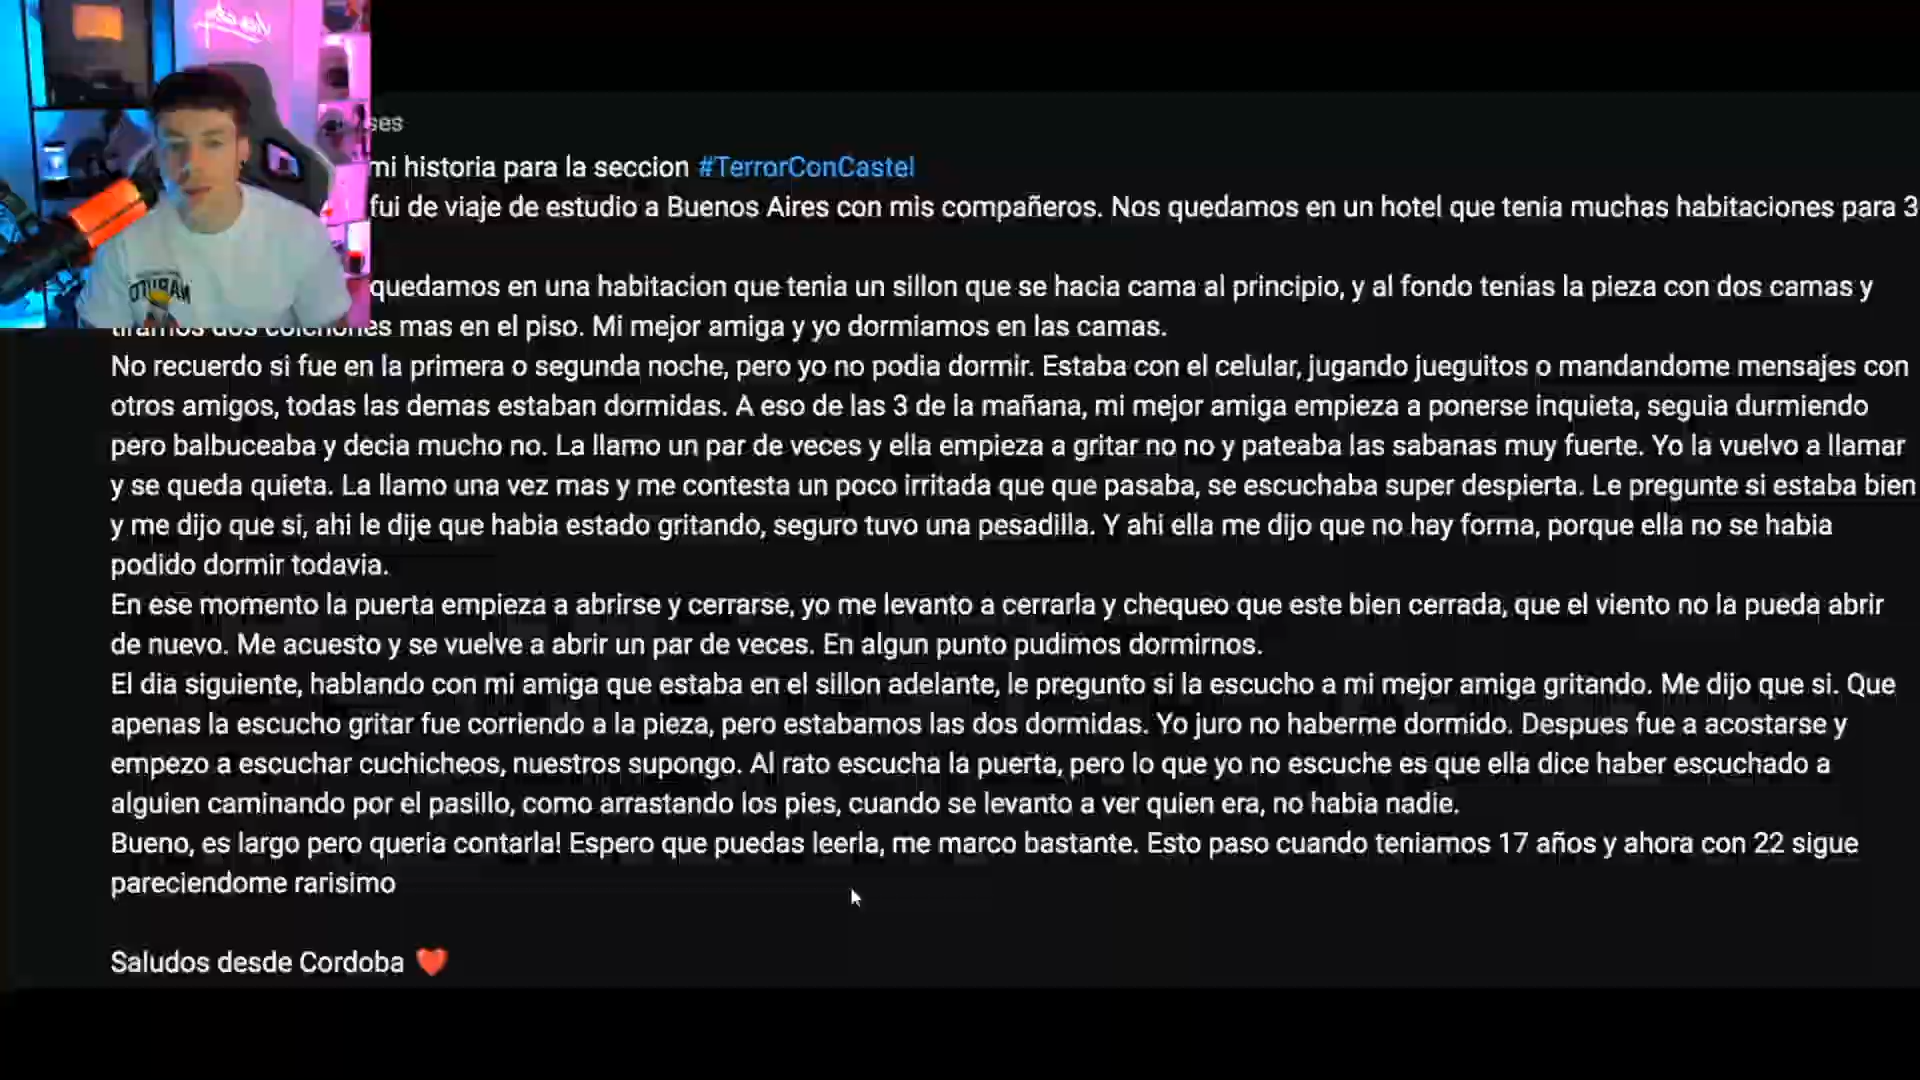 ses
mi historia para la seccion #TerrorConCastel
fui de viaje de estudio a Buenos Aires con mis compañeros. Nos quedamos en un hotel que tenia muchas habitaciones para 3
quedamos en una habitacion que tenia un sillon que se hacia cama al principio, y al fondo tenias la pieza con dos camas y
tiramos dos colchones mas en el piso. Mi mejor amiga y yo dormiamos en las camas.
No recuerdo si fue en la primera o segunda noche, pero yo no podia dormir. Estaba con el celular, jugando jueguitos o mandandome mensajes con
otros amigos, todas las demas estaban dormidas. A eso de las 3 de la mañana, mi mejor amiga empieza a ponerse inquieta, seguia durmiendo
pero balbuceaba y decia mucho no. La llamo un par de veces y ella empieza a gritar no no y pateaba las sabanas muy fuerte. Yo la vuelvo a llamar
y se queda quieta. La llamo una vez mas y me contesta un poco irritada que que pasaba, se escuchaba super despierta. Le pregunte si estaba bien
y me dijo que si, ahi le dije que habia estado gritando, seguro tuvo una pesadilla. Y ahi ella me dijo que no hay forma, porque ella no se habia
podido dormir todavia.
En ese momento la puerta empieza a abrirse y cerrarse, yo me levanto a cerrarla y chequeo que este bien cerrada, que el viento no la pueda abrir
de nuevo. Me acuesto y se vuelve a abrir un par de veces. En algun punto pudimos dormirnos.
El dia siguiente, hablando con mi amiga que estaba en el sillon adelante, le pregunto si la escucho a mi mejor amiga gritando. Me dijo que si. Que
apenas la escucho gritar fue corriendo a la pieza, pero estabamos las dos dormidas. Yo juro no haberme dormido. Despues fue a acostarse y
empezo a escuchar cuchicheos, nuestros supongo. Al rato escucha la puerta, pero lo que yo no escuche es que ella dice haber escuchado a
alguien caminando por el pasillo, como arrastando los pies, cuando se levanto a ver quien era, no habia nadie.
Bueno, es largo pero queria contarla! Espero que puedas leerla, me marco bastante. Esto paso cuando teniamos 17 años y ahora con 22 sigue
pareciendome rarisimo
Saludos desde Cordoba ❤